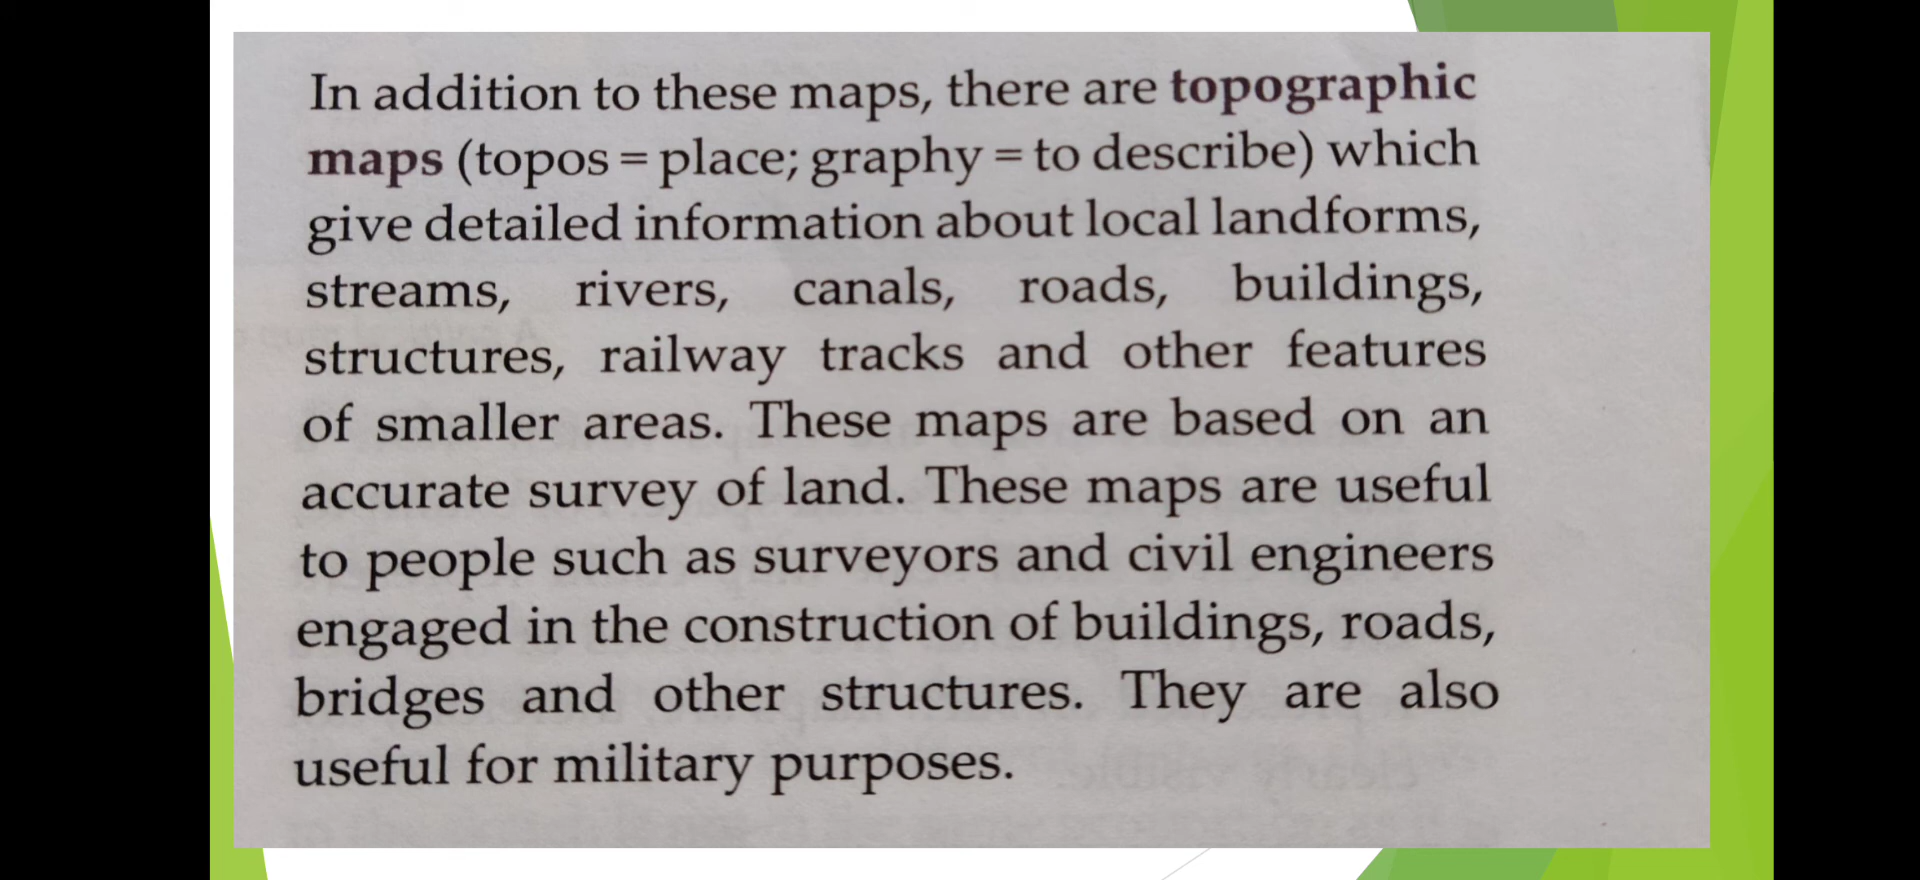 In addition to these maps, there are topographic
maps (topos = place; graphy = to describe) which
give detailed information about local landforms,
streams, rivers, canals, roads, buildings,
structures, railway tracks and other features
of smaller areas. These maps are based on an
accurate survey of land. These maps are useful
to people such as surveyors and civil engineers
engaged in the construction of buildings, roads,
bridges and other structures. They are also
useful for military purposes.